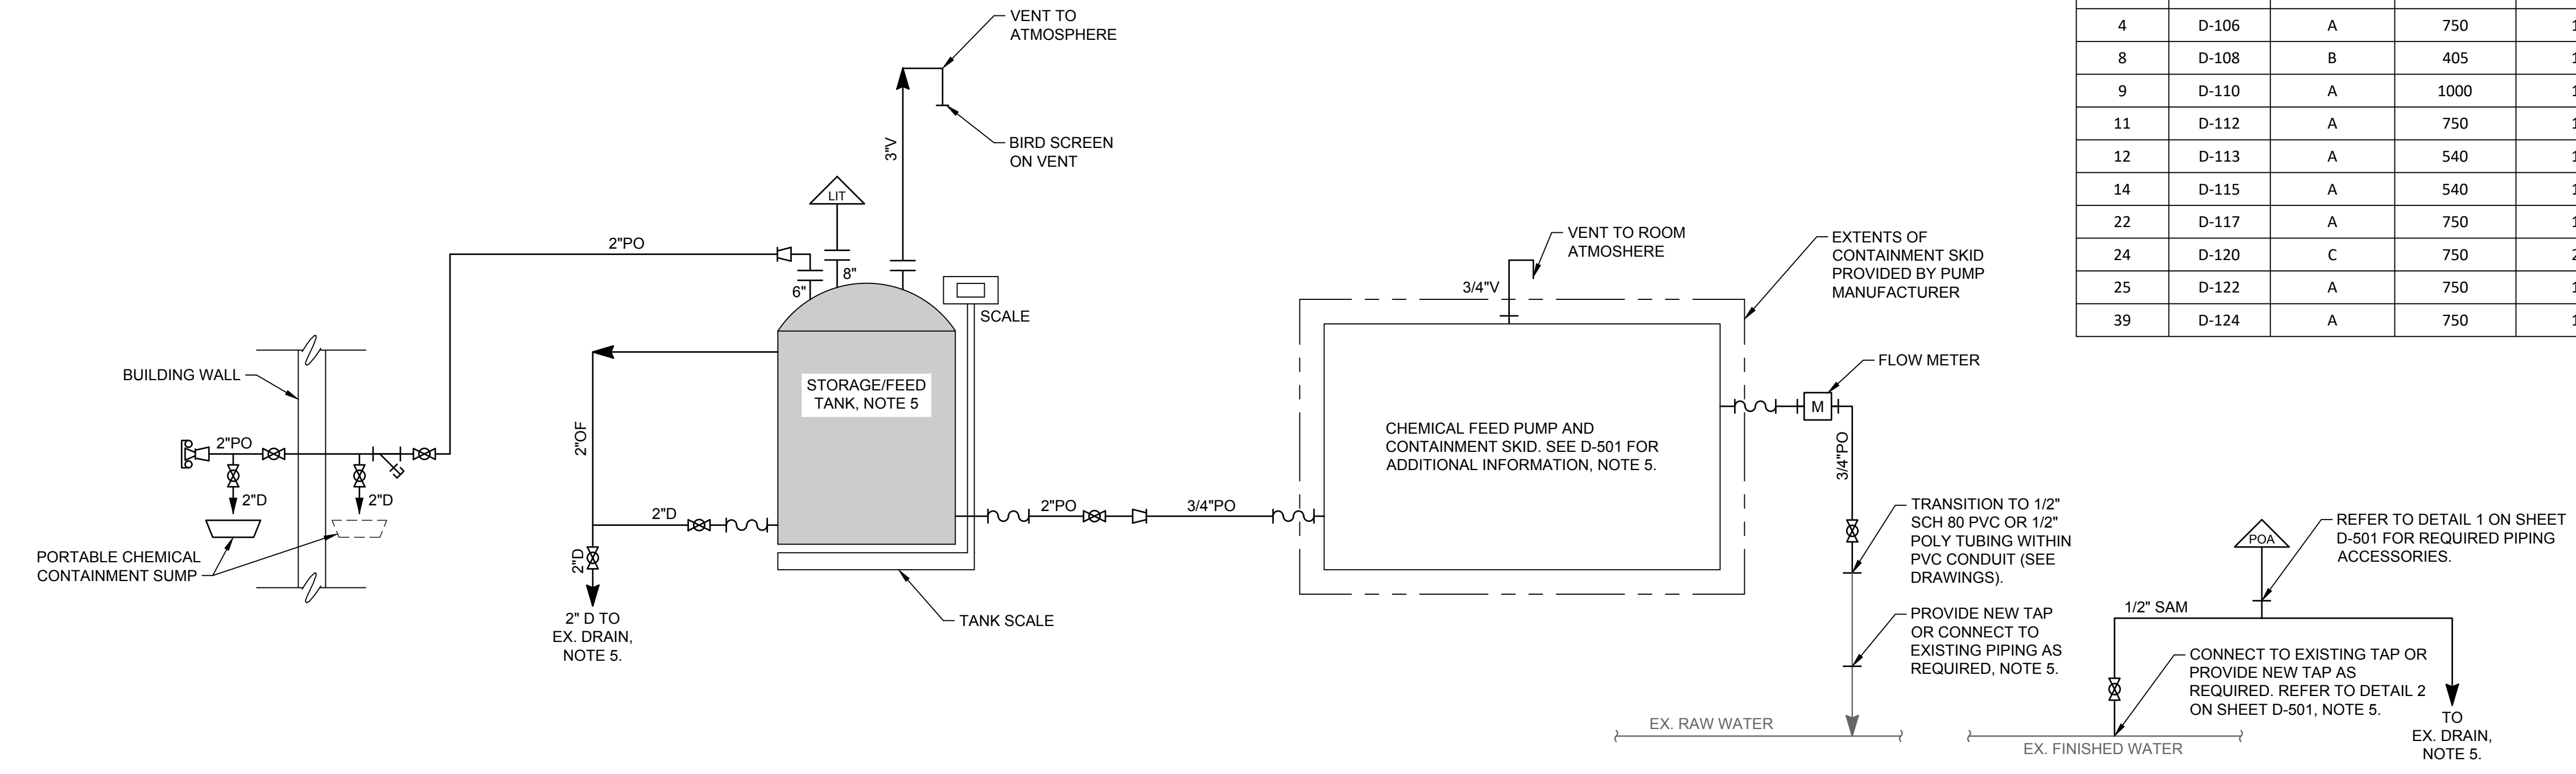 VENT TO
ATMOSPHERE
BIRD SCREEN
ON VENT
3"V
LIT
2"PO
6"
8"
SCALE
BUILDING WALL
2"PO
2"D
2"D
PORTABLE CHEMICAL
CONTAINMENT SUMP
2"OF
STORAGE/FEED
TANK, NOTE 5
2"D
2"D
2" D TO
EX. DRAIN,
NOTE 5.
TANK SCALE
2"PO
3/4"PO
3/4"V
VENT TO ROOM
ATMOSHERE
EXTENTS OF
CONTAINMENT SKID
PROVIDED BY PUMP
MANUFACTURER
CHEMICAL FEED PUMP AND
CONTAINMENT SKID. SEE D-501 FOR
ADDITIONAL INFORMATION, NOTE 5.
FLOW METER
M
3/4"PO
TRANSITION TO 1/2"
SCH 80 PVC OR 1/2"
POLY TUBING WITHIN
PVC CONDUIT (SEE
DRAWINGS).
PROVIDE NEW TAP
OR CONNECT TO
EXISTING PIPING AS
REQUIRED, NOTE 5.
EX. RAW WATER
POA
REFER TO DETAIL 1 ON SHEET
D-501 FOR REQUIRED PIPING
ACCESSORIES.
1/2" SAM
CONNECT TO EXISTING TAP OR
PROVIDE NEW TAP AS
REQUIRED. REFER TO DETAIL 2
ON SHEET D-501, NOTE 5.
EX. FINISHED WATER
TO
EX. DRAIN,
NOTE 5.
4 D-106 A 750
8 D-108 B 405
9 D-110 A 1000
11 D-112 A 750
12 D-113 A 540
14 D-115 A 540
22 D-117 A 750
24 D-120 C 750
25 D-122 A 750
39 D-124 A 750